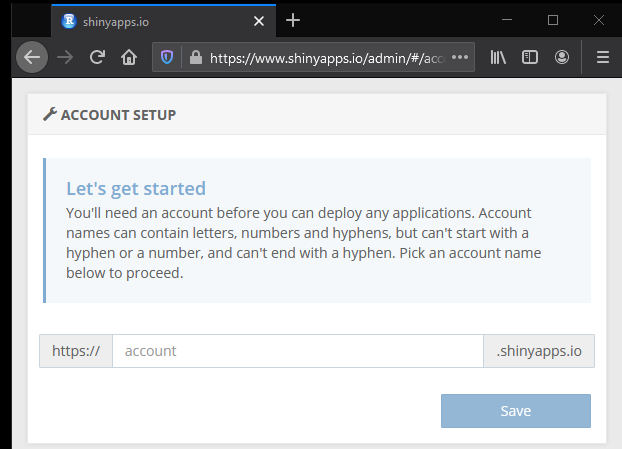 shinyapps.io
https://www.shinyapps.io/admin/#/acc
ACCOUNT SETUP
Let's get started
You'll need an account before you can deploy any applications. Account
names can contain letters, numbers and hyphens, but can't start with a
hyphen or a number, and can't end with a hyphen. Pick an account name
below to proceed.
https:// account .shinyapps.io
Save